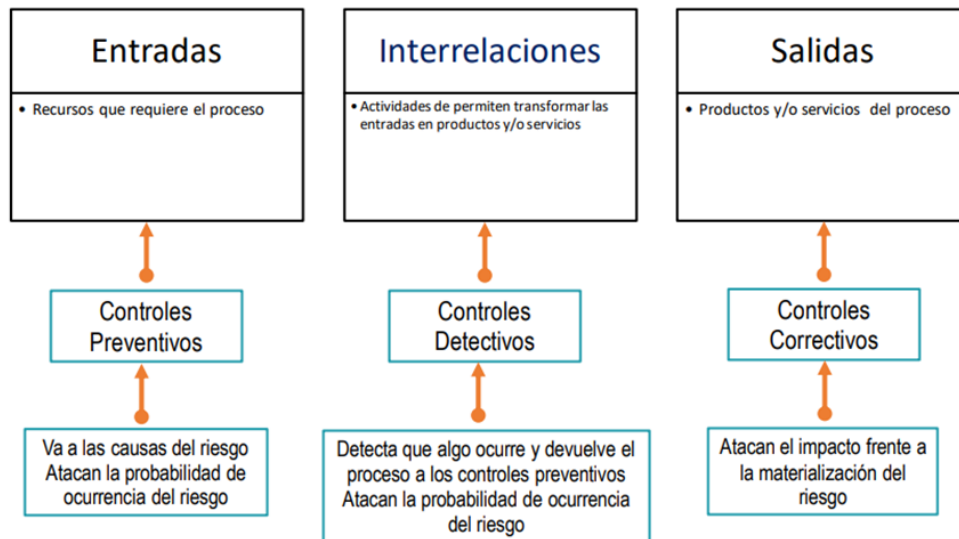 Entradas
• Recursos que requiere el proceso
Interrelaciones
• Actividades de permiten transformar las
entradas en productos y/o servicios
Salidas
• Productos y/o servicios del proceso
Controles
Preventivos
Controles
Detectivos
Controles
Correctivos
Va a las causas del riesgo
Atacan la probabilidad de
ocurrencia del riesgo
Detecta que algo ocurre y devuelve el
proceso a los controles preventivos
Atacan la probabilidad de ocurrencia
del riesgo
Atacan el impacto frente a
la materialización del
riesgo